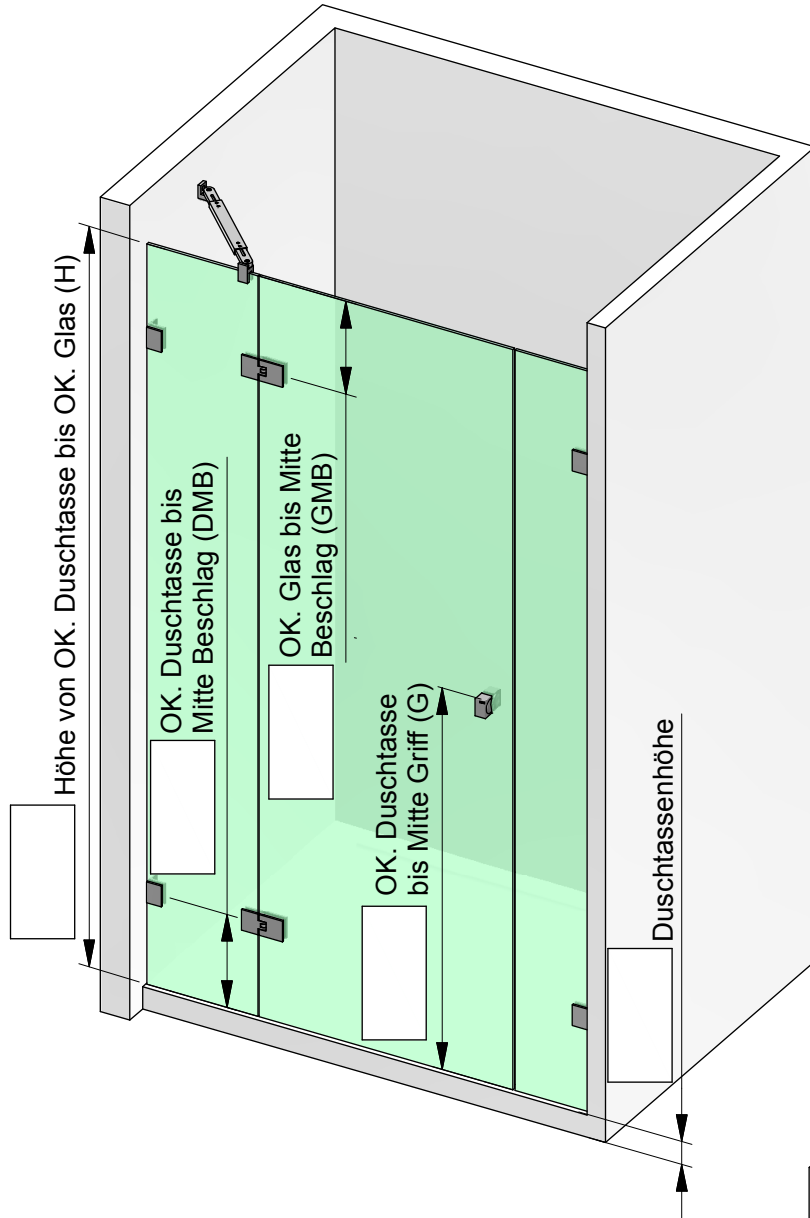 Höhe von OK. Duschtasse bis OK. Glas (H)
OK. Duschtasse bis
Mitte Beschlag (DMB)
OK. Glas bis Mitte
Beschlag (GMB)
OK. Duschtasse
bis Mitte Griff (G)
Duschtassenhöhe